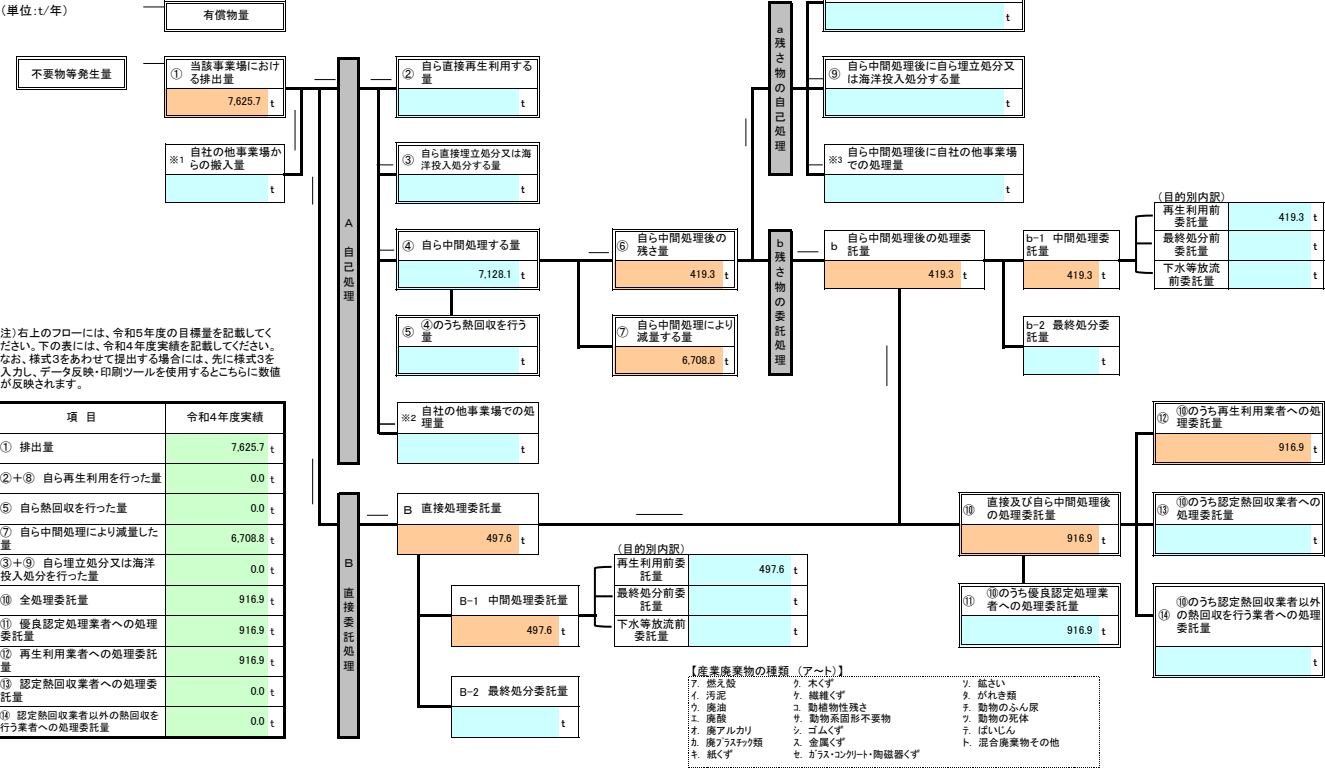 (単位:t/年)
有償物量
不要物等発生量
① 当該事業場におけ
る排出量
7,625.7 t
※1 自社の他事業場か
らの搬入量
t
A 自己処理
② 自ら直接再生利用する
量
t
③ 自ら直接埋立処分又は海
洋投入処分する量
t
④ 自ら中間処理する量
7,128.1 t
⑤ ④のうち熱回収を行う
量
t
※2 自社の他事業場での処
理量
t
⑥ 自ら中間処理後の
残さ量
419.3 t
⑦ 自ら中間処理により
減量する量
6,708.8 t
a 残さ物の自己処理
t
⑨ 自ら中間処理後に自ら埋立処分又
は海洋投入処分する量
t
※3 自ら中間処理後に自社の他事業場
での処理量
t
b 残さ物の委託処理
b 自ら中間処理後の処理委
託量
419.3 t
b-1 中間処理委
託量
419.3 t
b-2 最終処分委
託量
t
(目的別内訳)
再生利用前
委託量 419.3 t
最終処分前
委託量 t
下水等放流
前委託量 t
注)右上のフローには、令和5年度の目標量を記載してく
ださい。下の表には、令和4年度実績を記載してください。
なお、様式3をあわせて提出する場合には、先に様式3を
入力し、データ反映・印刷ツールを使用するとこちらに数値
が反映されます。
項 目 令和4年度実績
① 排出量 7,625.7 t
②+⑧ 自ら再生利用を行った量 0.0 t
⑤ 自ら熱回収を行った量 0.0 t
⑦ 自ら中間処理により減量した
量 6,708.8 t
③+⑨ 自ら埋立処分又は海洋
投入処分を行った量 0.0 t
⑩ 全処理委託量 916.9 t
⑪ 優良認定処理業者への処理
委託量 916.9 t
⑫ 再生利用業者への処理委託
量 916.9 t
⑬ 認定熱回収業者への処理委
託量 0.0 t
⑭ 認定熱回収業者以外の熱回収を
行う業者への処理委託量 0.0 t
B 直接委託処理
B 直接処理委託量
497.6 t
B-1 中間処理委託量
497.6 t
B-2 最終処分委託量
t
(目的別内訳)
再生利用前委
託量 497.6 t
最終処分前委
託量 t
下水等放流前
委託量 t
⑩ 直接及び自ら中間処理後
の処理委託量
916.9 t
⑪ ⑩のうち優良認定処理業
者への処理委託量
916.9 t
⑫ ⑩のうち再生利用業者への処
理委託量
916.9 t
⑬ ⑩のうち認定熱回収業者への
処理委託量
t
⑭ ⑩のうち認定熱回収業者以外
の熱回収を行う業者への処理
委託量
t
【産業廃棄物の種類 (ア~ト)】
ア. 燃え殻 ク. 木くず ソ. 鉱さい
イ. 汚泥 ケ. 繊維くず タ. がれき類
ウ. 廃油 コ. 動植物性残さ チ. 動物のふん尿
エ. 廃酸 サ. 動物系固形不要物 ツ. 動物の死体
オ. 廃アルカリ シ. ゴムくず テ. ばいじん
カ. 廃プラスチック類 ス. 金属くず ト. 混合廃棄物その他
キ. 紙くず セ. ガラス・コンクリート・陶磁器くず